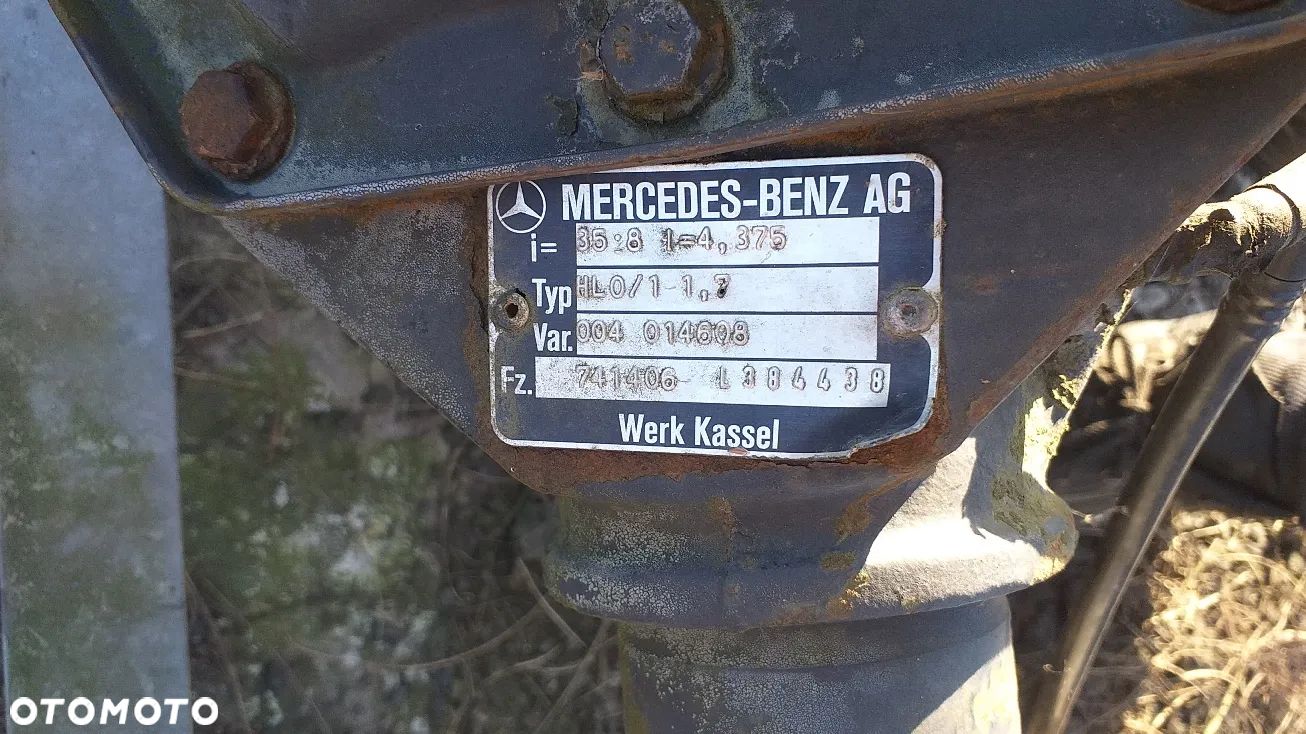 MERCEDES-BENZ AG
i= 35:8 i=4,375
Typ HL0/1-1,7
Var. 004 014608
Fz. 741406- L384438
Werk Kassel
OTOMOTO